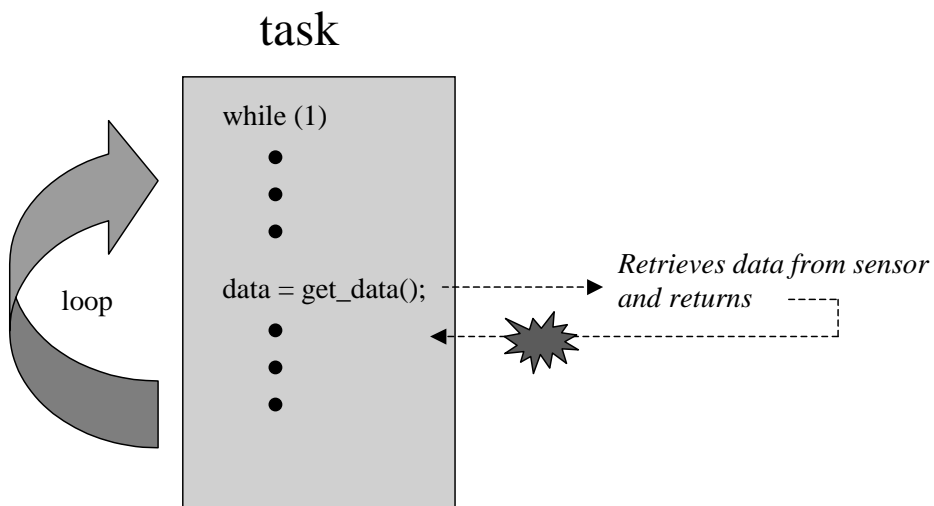 task
while (1)
data = get_data();
loop
Retrieves data from sensor
and returns